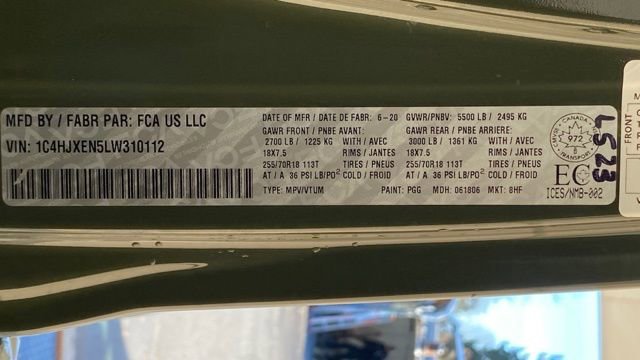 MFD BY / FABR PAR: FCA US LLC
VIN: 1C4HJXEN5LW310112
DATE OF MFR / DATE DE FABR: 6-20 GVWR/PNBV: 5500 LB / 2495 KG
GAWR FRONT / PNBE AVANT: GAWR REAR / PNBE ARRIERE:
2700 LB / 1225 KG WITH / AVEC 3000 LB / 1361 KG WITH / AVEC
18X7.5 RIMS / JANTES 18X7.5 RIMS / JANTES
255/70R18 113T TIRES / PNEUS 255/70R18 113T TIRES / PNEUS
AT / A 36 PSI LB/PO² COLD / FROID AT / A 36 PSI LB/PO² COLD / FROID
TYPE: MPV/VTUM PAINT: PGG MDH: 061806 MKT: 8HF
CANADA
972
TRANSPORT
EC
ICES/NMB-002
L523
FRONT